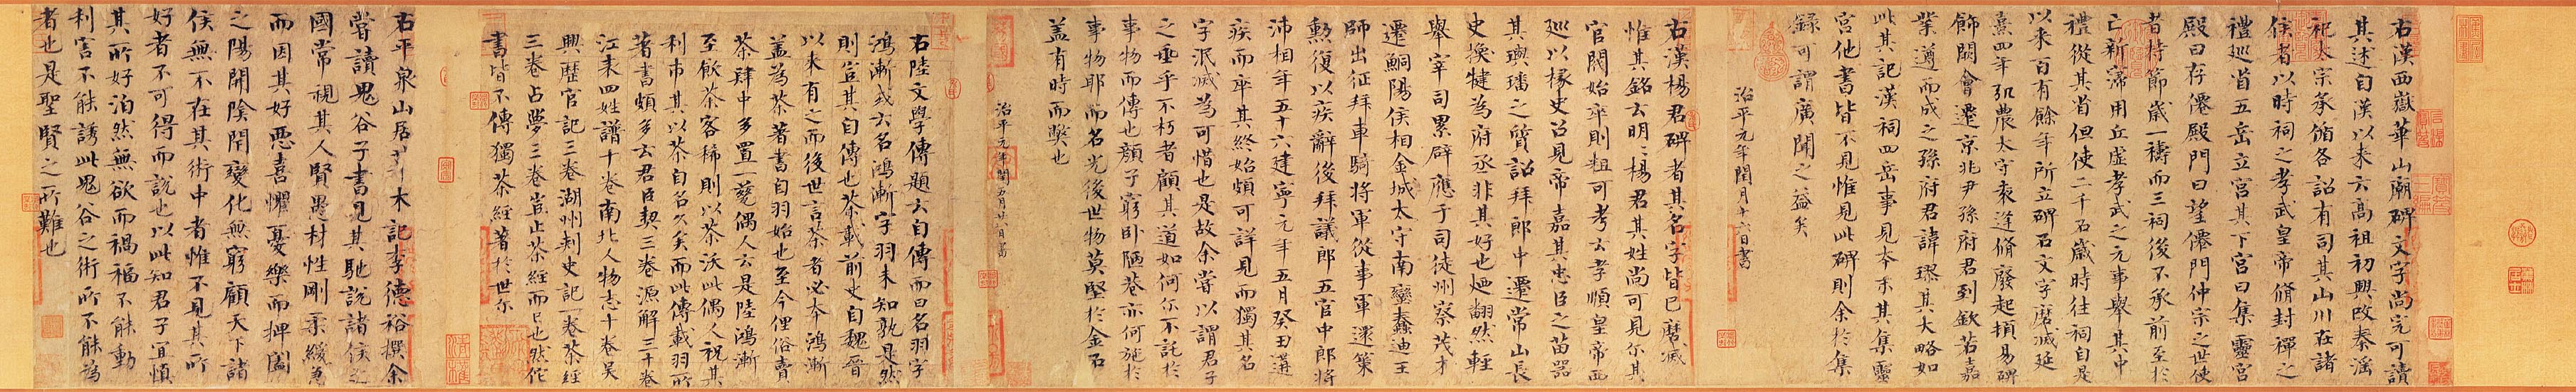 右漢西嶽華山廟碑文字尚完可讀
其述自漢以来云高祖初興改秦淫
祀太宗承循各詔有司其山川在諸
侯者以時祠之孝武皇帝脩封禪之
禮巡省五岳立宮其下宮曰集靈宮
殿曰存僊殿門曰望僊門仲宗之世使
者持節歲一禱而三祠後不承前至於
亡新寖用丘虛孝武之元事舉其中
禮從其省但使二千石歲時往祠自是
以来百有餘年所立碑石文字磨滅延
熹四年弘農太守袁逢脩廢起頓易碑
飾闕會遷京兆尹孫府君到欽若嘉
業遵而成之孫府君諱璆其大略如
此其記漢祠四岳事見本末其集靈
宮他書皆不見惟見此碑則余於集
錄可謂廣聞之益矣
治平元年閏月十六日書
右漢楊君碑者其名字皆已磨滅
惟其銘云明明楊君其姓尚可見尔其
官閥始卒則粗可考云孝順皇帝西
巡以掾史召見帝嘉其忠臣之苗器
其璵璠之質詔拜郎中遷常山長
史換犍為府丞非其好也廼翻然輕
舉宰司累辟應于司徒州察茂才
遷鮦陽侯相金城太守南蠻蠢迪王
師出征拜車騎將軍從事軍還策
勲復以疾辭後拜議郎五官中郎將
沛相年五十六建寧元年五月癸丑遘
疾而卒其終始頗可詳見而獨其名
字泯滅為可惜也是故余嘗以謂君子
之垂乎不朽者顧其道如何尔不託於
事物而傳也顏子窮卧陋巷亦何施於
事物耶而名光後世物莫堅於金石
盖有時而弊也
治平元年閏五月廿八日書
右陸文學傳題云自傳而曰名羽字
鴻漸或云名鴻漸字羽未知孰是然
則豈其自傳也茶載前史自魏晉
以来有之而後世言茶者必本鴻漸
盖為茶著書自羽始也至今俚俗賣
茶肆中多置一甆偶人云是陸鴻漸
至飲茶客稀則以茶沃此偶人祝其
利市其以茶自名久矣而此傳載羽所
著書頗多云君臣契三卷源解三十卷
江表四姓譜十卷南北人物志十卷吳
興歷官記三卷湖州刺史記一卷茶經
三卷占夢三卷豈止茶經而已也然佗
書皆不傳獨茶經著於世尔
右平泉山居草木記李德裕撰余
嘗讀鬼谷子書見其馳說諸侯之
國常視其人賢愚材性剛柔緩急
而因其好惡喜懼憂樂而捭闔
之陽開陰閉變化無窮顧天下諸
侯無不在其術中者惟不見其所
好者不可得而說也以此知君子宜慎
其所好泊然無欲而禍福不能動
利害不能誘此鬼谷之術所不能為
者也是聖賢之所難也